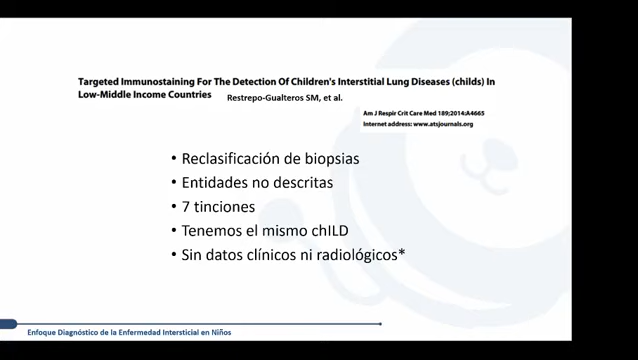 Targeted Immunostaining For The Detection Of Children's Interstitial Lung Diseases (childs) In
Low-Middle Income Countries Restrepo-Gualteros SM, et al.
Am J Respir Crit Care Med 189;2014:A4665
Internet address: www.atsjournals.org
• Reclasificación de biopsias
• Entidades no descritas
• 7 tinciones
• Tenemos el mismo chILD
• Sin datos clínicos ni radiológicos*
Enfoque Diagnóstico de la Enfermedad Intersticial en Niños